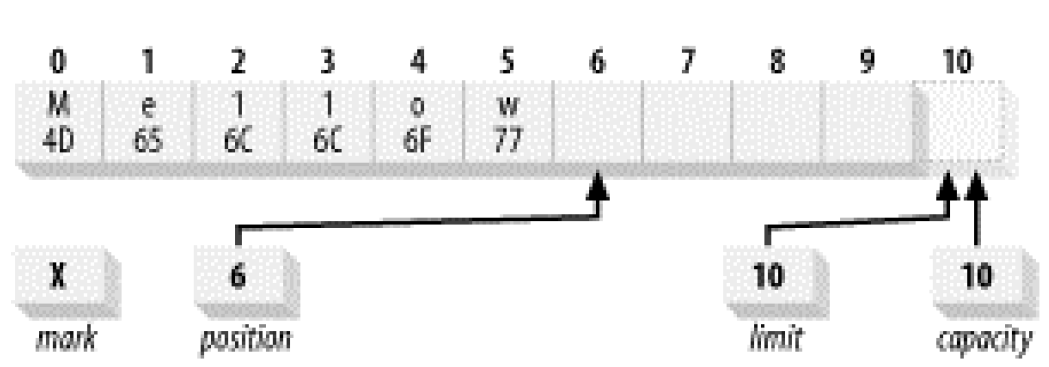 0 1 2 3 4 5 6 7 8 9 10
M e l l o w
4D 65 6C 6C 6F 77
X 6 10 10
mark position limit capacity